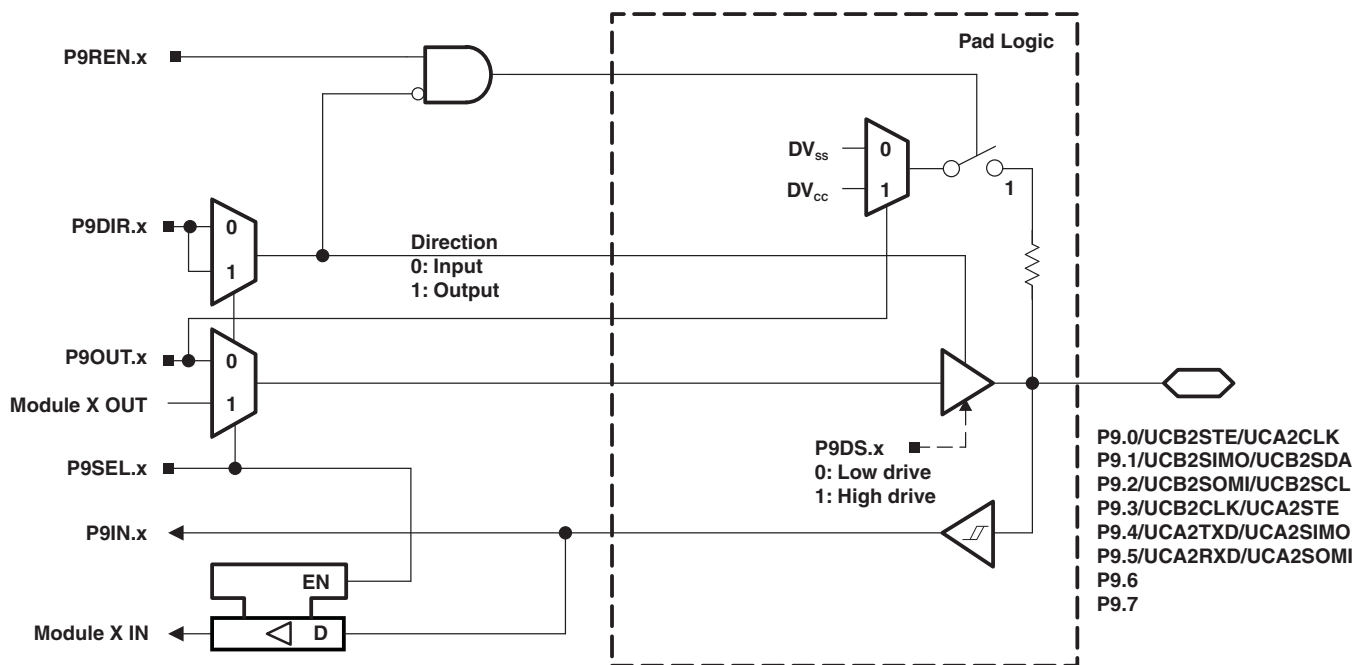 Pad Logic
P9REN.x
DVSS
0
DVCC
1
1
P9DIR.x
0
1
Direction
0: Input
1: Output
P9OUT.x
0
Module X OUT
1
P9DS.x
0: Low drive
1: High drive
P9SEL.x
P9IN.x
EN
Module X IN
D
P9.0/UCB2STE/UCA2CLK
P9.1/UCB2SIMO/UCB2SDA
P9.2/UCB2SOMI/UCB2SCL
P9.3/UCB2CLK/UCA2STE
P9.4/UCA2TXD/UCA2SIMO
P9.5/UCA2RXD/UCA2SOMI
P9.6
P9.7